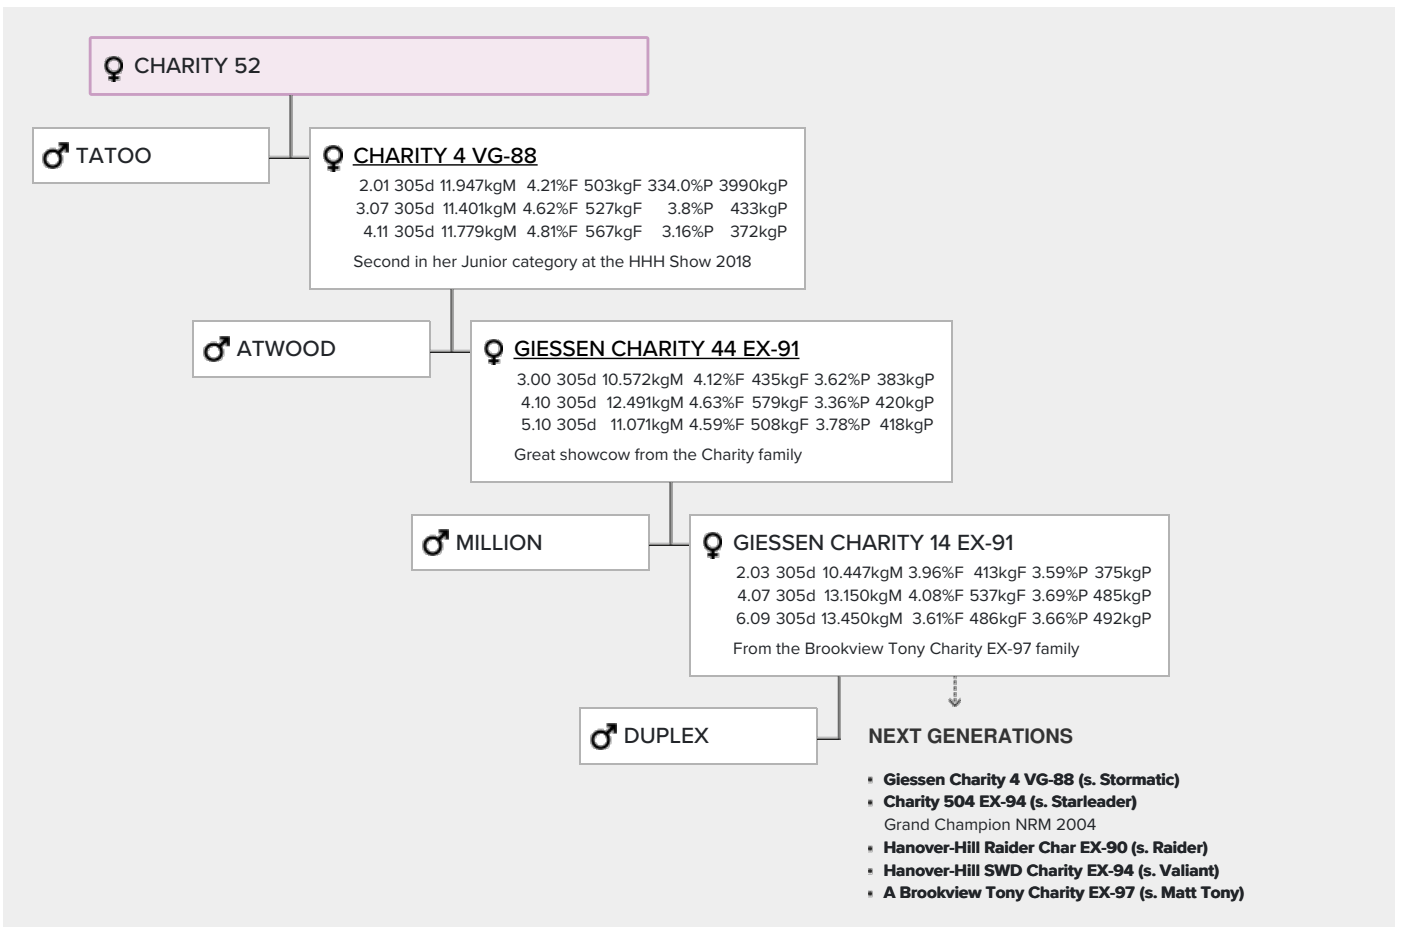 CHARITY 52
TATOO
CHARITY 4 VG-88
2.01 305d 11.947kgM 4.21%F 503kgF 334.0%P 3990kgP
3.07 305d 11.401kgM 4.62%F 527kgF 3.8%P 433kgP
4.11 305d 11.779kgM 4.81%F 567kgF 3.16%P 372kgP
Second in her Junior category at the HHH Show 2018
ATWOOD
GIESSEN CHARITY 44 EX-91
3.00 305d 10.572kgM 4.12%F 435kgF 3.62%P 383kgP
4.10 305d 12.491kgM 4.63%F 579kgF 3.36%P 420kgP
5.10 305d 11.071kgM 4.59%F 508kgF 3.78%P 418kgP
Great showcow from the Charity family
MILLION
GIESSEN CHARITY 14 EX-91
2.03 305d 10.447kgM 3.96%F 413kgF 3.59%P 375kgP
4.07 305d 13.150kgM 4.08%F 537kgF 3.69%P 485kgP
6.09 305d 13.450kgM 3.61%F 486kgF 3.66%P 492kgP
From the Brookview Tony Charity EX-97 family
DUPLEX
NEXT GENERATIONS
▪ Giessen Charity 4 VG-88 (s. Stormatic)
▪ Charity 504 EX-94 (s. Starleader)
Grand Champion NRM 2004
▪ Hanover-Hill Raider Char EX-90 (s. Raider)
▪ Hanover-Hill SWD Charity EX-94 (s. Valiant)
▪ A Brookview Tony Charity EX-97 (s. Matt Tony)